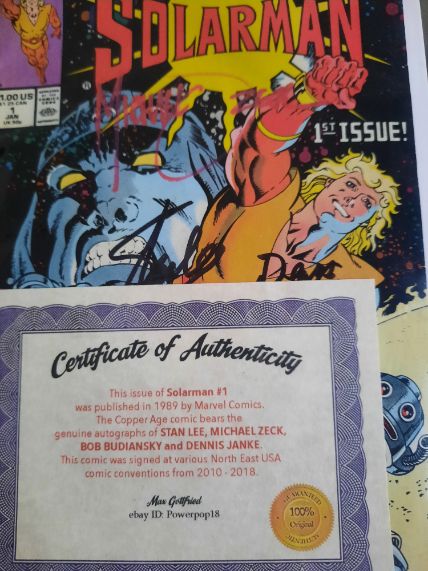 SOLARMAN
$1.00 US
1
JAN
1ST ISSUE!
Certificate of Authenticity
This issue of Solarman #1
was published in 1989 by Marvel Comics.
The Copper Age comic bears the
genuine autographs of STAN LEE, MICHAEL ZECK,
BOB BUDIANSKY and DENNIS JANKE.
This comic was signed at various North East USA
comic conventions from 2010 - 2018.
Max Gottfried
ebay ID: Powerpop18
GUARANTEED
100%
Original
AUTHENTIC